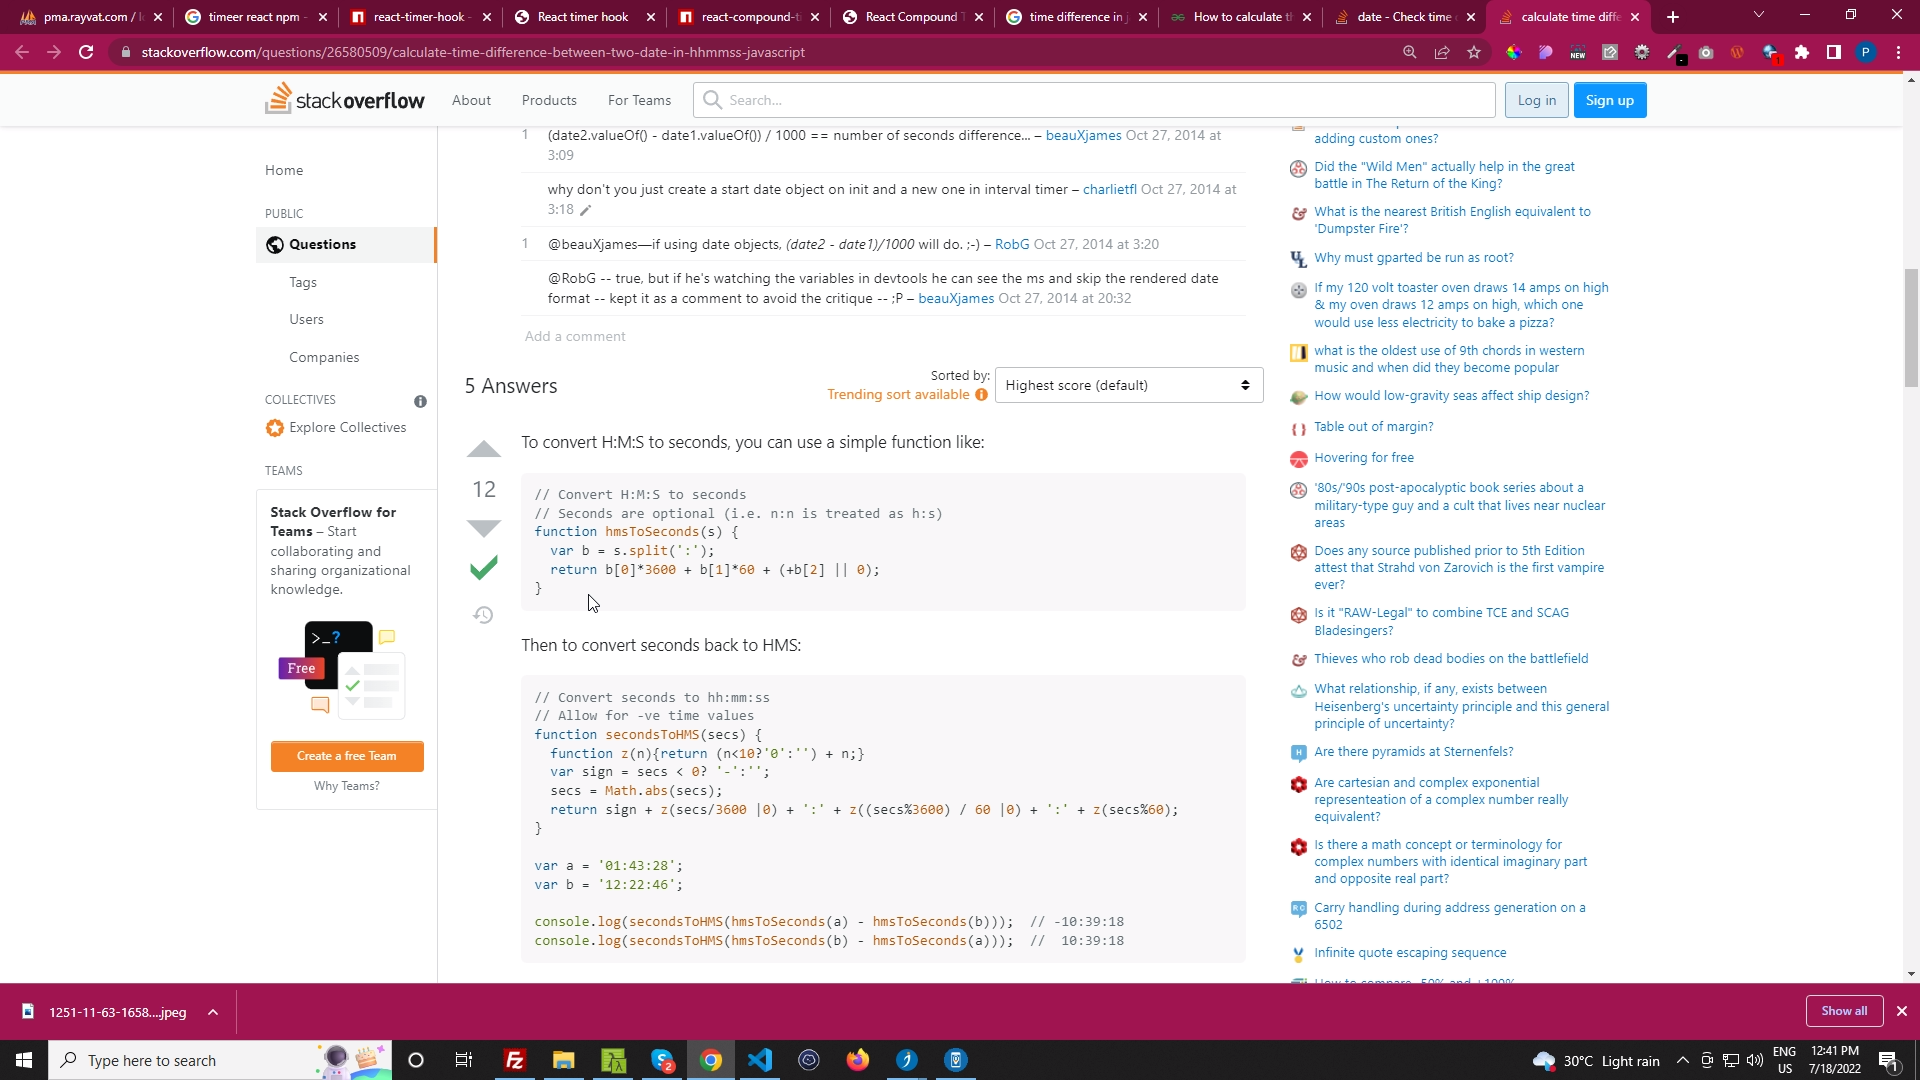 pma.rayvat.com / l
timeer react npm -
react-timer-hook -
React timer hook
react-compound-ti
React Compound T
time difference in j
How to calculate th
date - Check time
calculate time diffe
stackoverflow.com/questions/26580509/calculate-time-difference-between-two-date-in-hhmmss-javascript
NEW
P
stackoverflow
About
Products
For Teams
Search...
Log in
Sign up
Home
PUBLIC
Questions
Tags
Users
Companies
COLLECTIVES
Explore Collectives
TEAMS
Stack Overflow for
Teams – Start
collaborating and
sharing organizational
knowledge.
>_?
Free
Create a free Team
Why Teams?
1 (date2.valueOf() - date1.valueOf()) / 1000 == number of seconds difference... – beauXjames Oct 27, 2014 at
3:09
why don't you just create a start date object on init and a new one in interval timer – charlietfl Oct 27, 2014 at
3:18
1 @beauXjames—if using date objects, (date2 - date1)/1000 will do. ;-) – RobG Oct 27, 2014 at 3:20
@RobG -- true, but if he's watching the variables in devtools he can see the ms and skip the rendered date
format -- kept it as a comment to avoid the critique -- ;P – beauXjames Oct 27, 2014 at 20:32
Add a comment
5 Answers
Sorted by:
Trending sort available
Highest score (default)
12
To convert H:M:S to seconds, you can use a simple function like:
// Convert H:M:S to seconds
// Seconds are optional (i.e. n:n is treated as h:s)
function hmsToSeconds(s) {
var b = s.split(':');
return b[0]*3600 + b[1]*60 + (+b[2] || 0);
}
Then to convert seconds back to HMS:
// Convert seconds to hh:mm:ss
// Allow for -ve time values
function secondsToHMS(secs) {
function z(n){return (n<10?'0':'') + n;}
var sign = secs < 0? '-':'';
secs = Math.abs(secs);
return sign + z(secs/3600 |0) + ':' + z((secs%3600) / 60 |0) + ':' + z(secs%60);
}
var a = '01:43:28';
var b = '12:22:46';
console.log(secondsToHMS(hmsToSeconds(a) - hmsToSeconds(b))); // -10:39:18
console.log(secondsToHMS(hmsToSeconds(b) - hmsToSeconds(a))); // 10:39:18
adding custom ones?
Did the "Wild Men" actually help in the great
battle in The Return of the King?
What is the nearest British English equivalent to
'Dumpster Fire'?
Why must gparted be run as root?
If my 120 volt toaster oven draws 14 amps on high
& my oven draws 12 amps on high, which one
would use less electricity to bake a pizza?
what is the oldest use of 9th chords in western
music and when did they become popular
How would low-gravity seas affect ship design?
Table out of margin?
Hovering for free
'80s/'90s post-apocalyptic book series about a
military-type guy and a cult that lives near nuclear
areas
Does any source published prior to 5th Edition
attest that Strahd von Zarovich is the first vampire
ever?
Is it "RAW-Legal" to combine TCE and SCAG
Bladesingers?
Thieves who rob dead bodies on the battlefield
What relationship, if any, exists between
Heisenberg's uncertainty principle and this general
principle of uncertainty?
Are there pyramids at Sternenfels?
Are cartesian and complex exponential
representeation of a complex number really
equivalent?
Is there a math concept or terminology for
complex numbers with identical imaginary part
and opposite real part?
Carry handling during address generation on a
6502
Infinite quote escaping sequence
1251-11-63-1658....jpeg
Show all
Type here to search
30°C Light rain
ENG
US
12:41 PM
7/18/2022